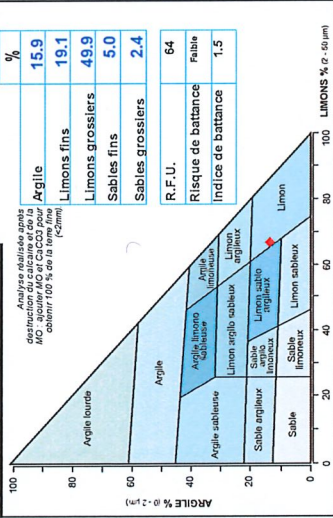 Analyse réalisée après
destruction du calcaire et de la
MO : ajouter MO et CaCO3 pour
obtenir 100 % de la terre fine
(<2mm)
%
Argile 15.9
Limons fins 19.1
Limons grossiers 49.9
Sables fins 5.0
Sables grossiers 2.4
R.F.U. 64
Risque de battance Faible
Indice de battance 1.5
ARGILE % (0 - 2 µm)
100
80
60
40
20
0
Argile lourde
Argile
Argile sableuse
Argile limono
sableuse
Argile
limoneuse
Limon argilo sableux
Limon
argileux
Sable argileux
Sable
argilo
limoneux
Limon sablo
argileux
Limon
Sable
Sable
limoneux
Limon sableux
0
20
40
60
80
100
LIMONS % (2 - 50 µm)